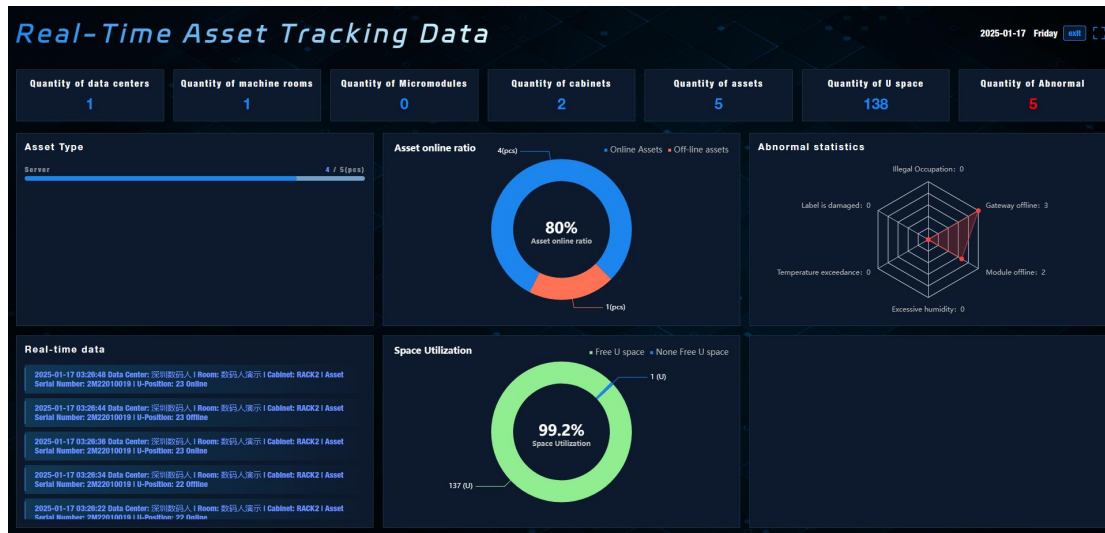 Real-Time Asset Tracking Data
2025-01-17 Friday exit
Quantity of data centers
1
Quantity of machine rooms
1
Quantity of Micromodules
0
Quantity of cabinets
2
Quantity of assets
5
Quantity of U space
138
Quantity of Abnormal
5
Asset Type
Server 4 / 5(pcs)
Asset online ratio
Online Assets Off-line assets
4(pcs)
80%
Asset online ratio
1(pcs)
Abnormal statistics
Illegal Occupation: 0
Label is damaged: 0
Gateway offline: 3
Temperature exceedance: 0
Module offline: 2
Excessive humidity: 0
Real-time data
2025-01-17 03:26:48 Data Center: 深圳数码人 I Room: 数码人演示 I Cabinet: RACK2 I Asset
Serial Number: 2M22010019 I U-Position: 23 Online
2025-01-17 03:26:44 Data Center: 深圳数码人 I Room: 数码人演示 I Cabinet: RACK2 I Asset
Serial Number: 2M22010019 I U-Position: 23 Offline
2025-01-17 03:26:36 Data Center: 深圳数码人 I Room: 数码人演示 I Cabinet: RACK2 I Asset
Serial Number: 2M22010019 I U-Position: 23 Online
2025-01-17 03:26:34 Data Center: 深圳数码人 I Room: 数码人演示 I Cabinet: RACK2 I Asset
Serial Number: 2M22010019 I U-Position: 22 Offline
2025-01-17 03:26:22 Data Center: 深圳数码人 I Room: 数码人演示 I Cabinet: RACK2 I Asset
Serial Number: 2M22010019 I U-Position: 22 Online
Space Utilization
Free U space None Free U space
1 (U)
99.2%
Space Utilization
137 (U)